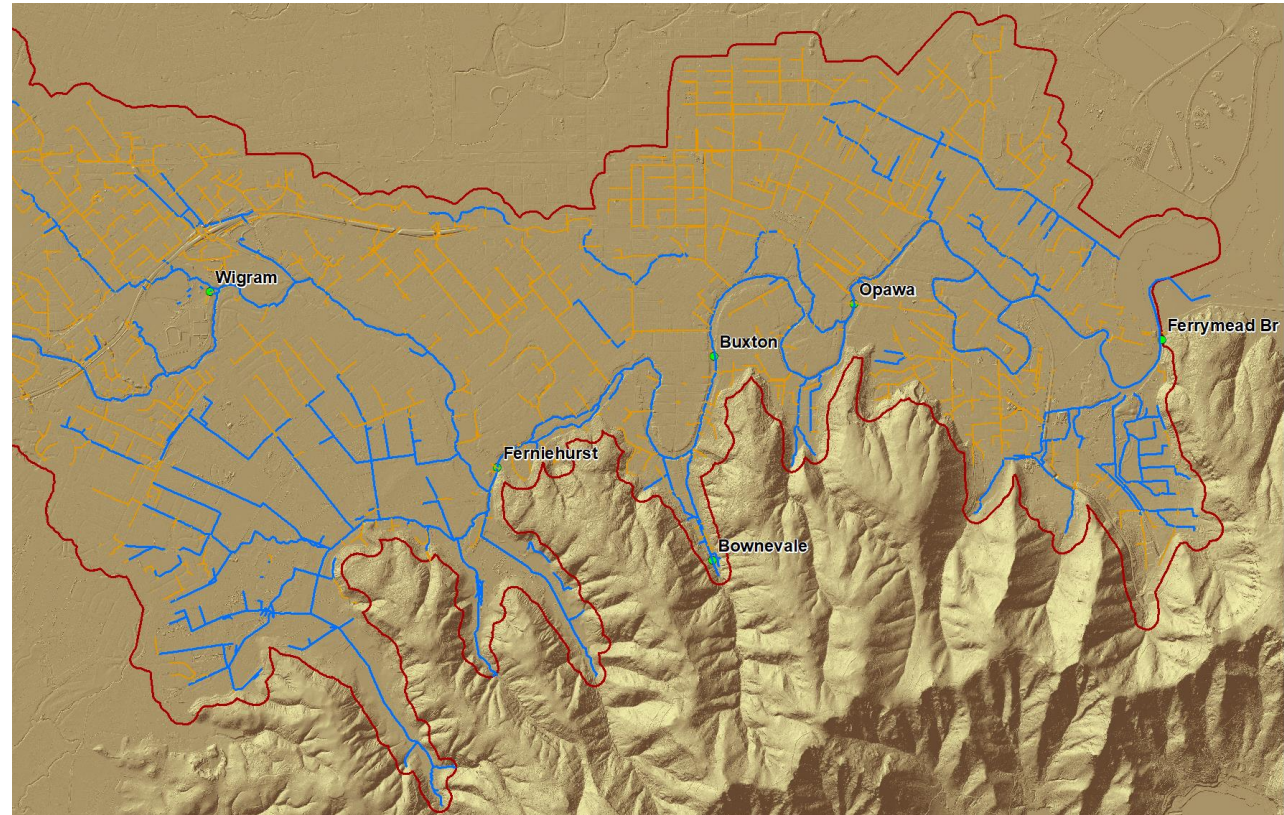 Wigram
Opawa
Ferrymead Br
Buxton
Ferniehurst
Bownevale